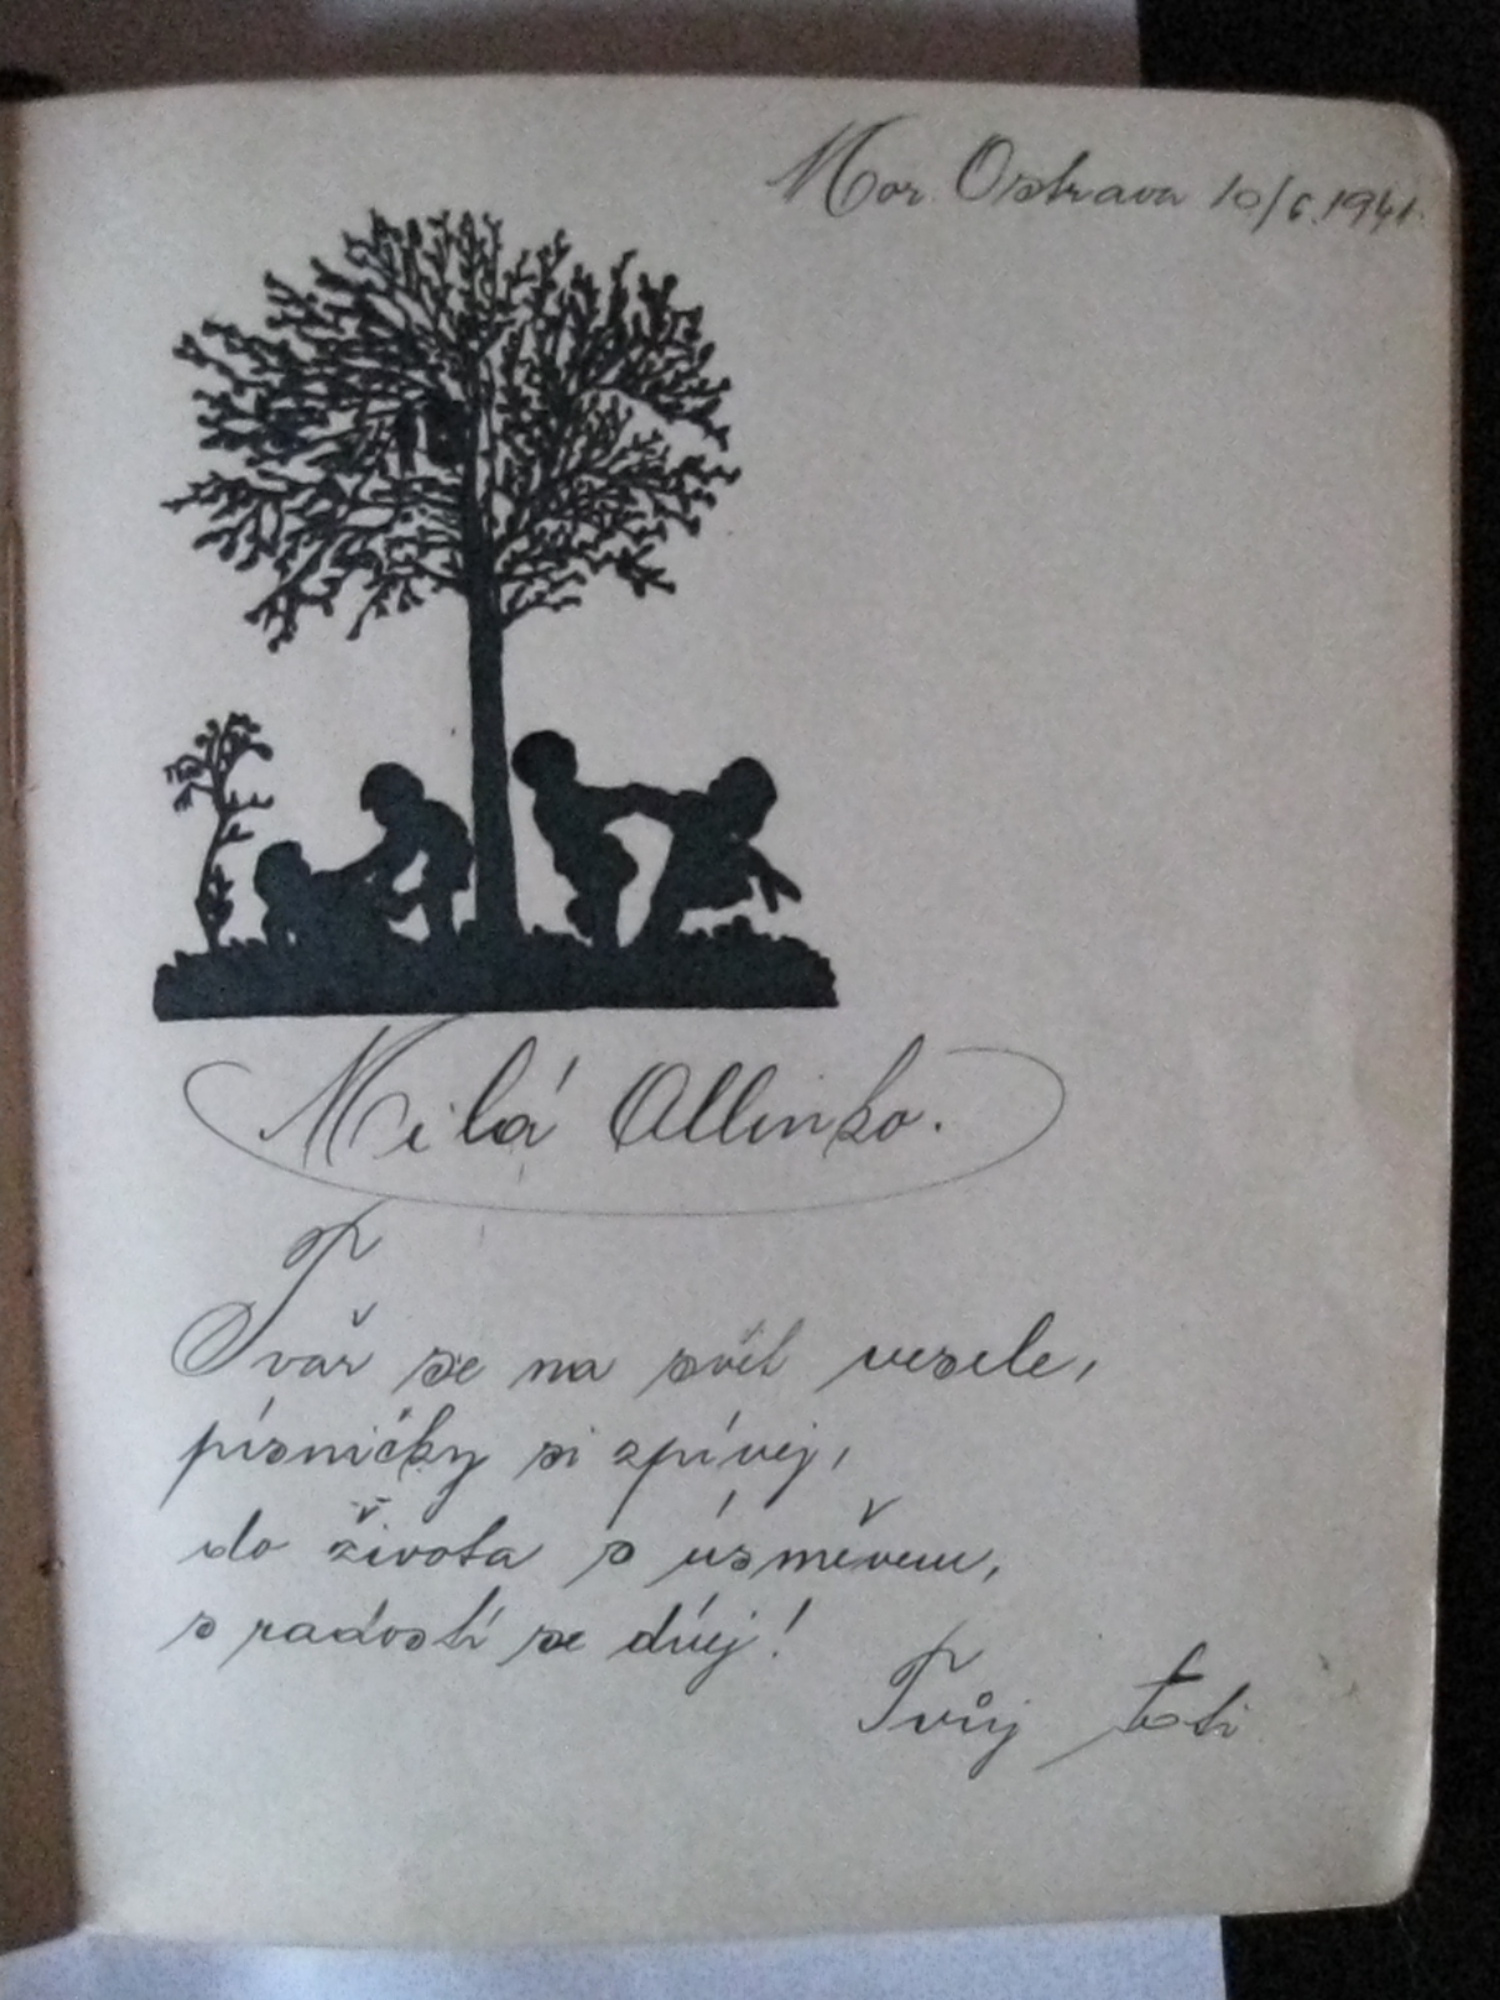 Mor. Ostrava 10/6.1941.
Milá Ollinko.
Tvař se na svět vesele,
písničky si zpívej,
do života s úsměvem,
s radostí se dívej!
Tvůj